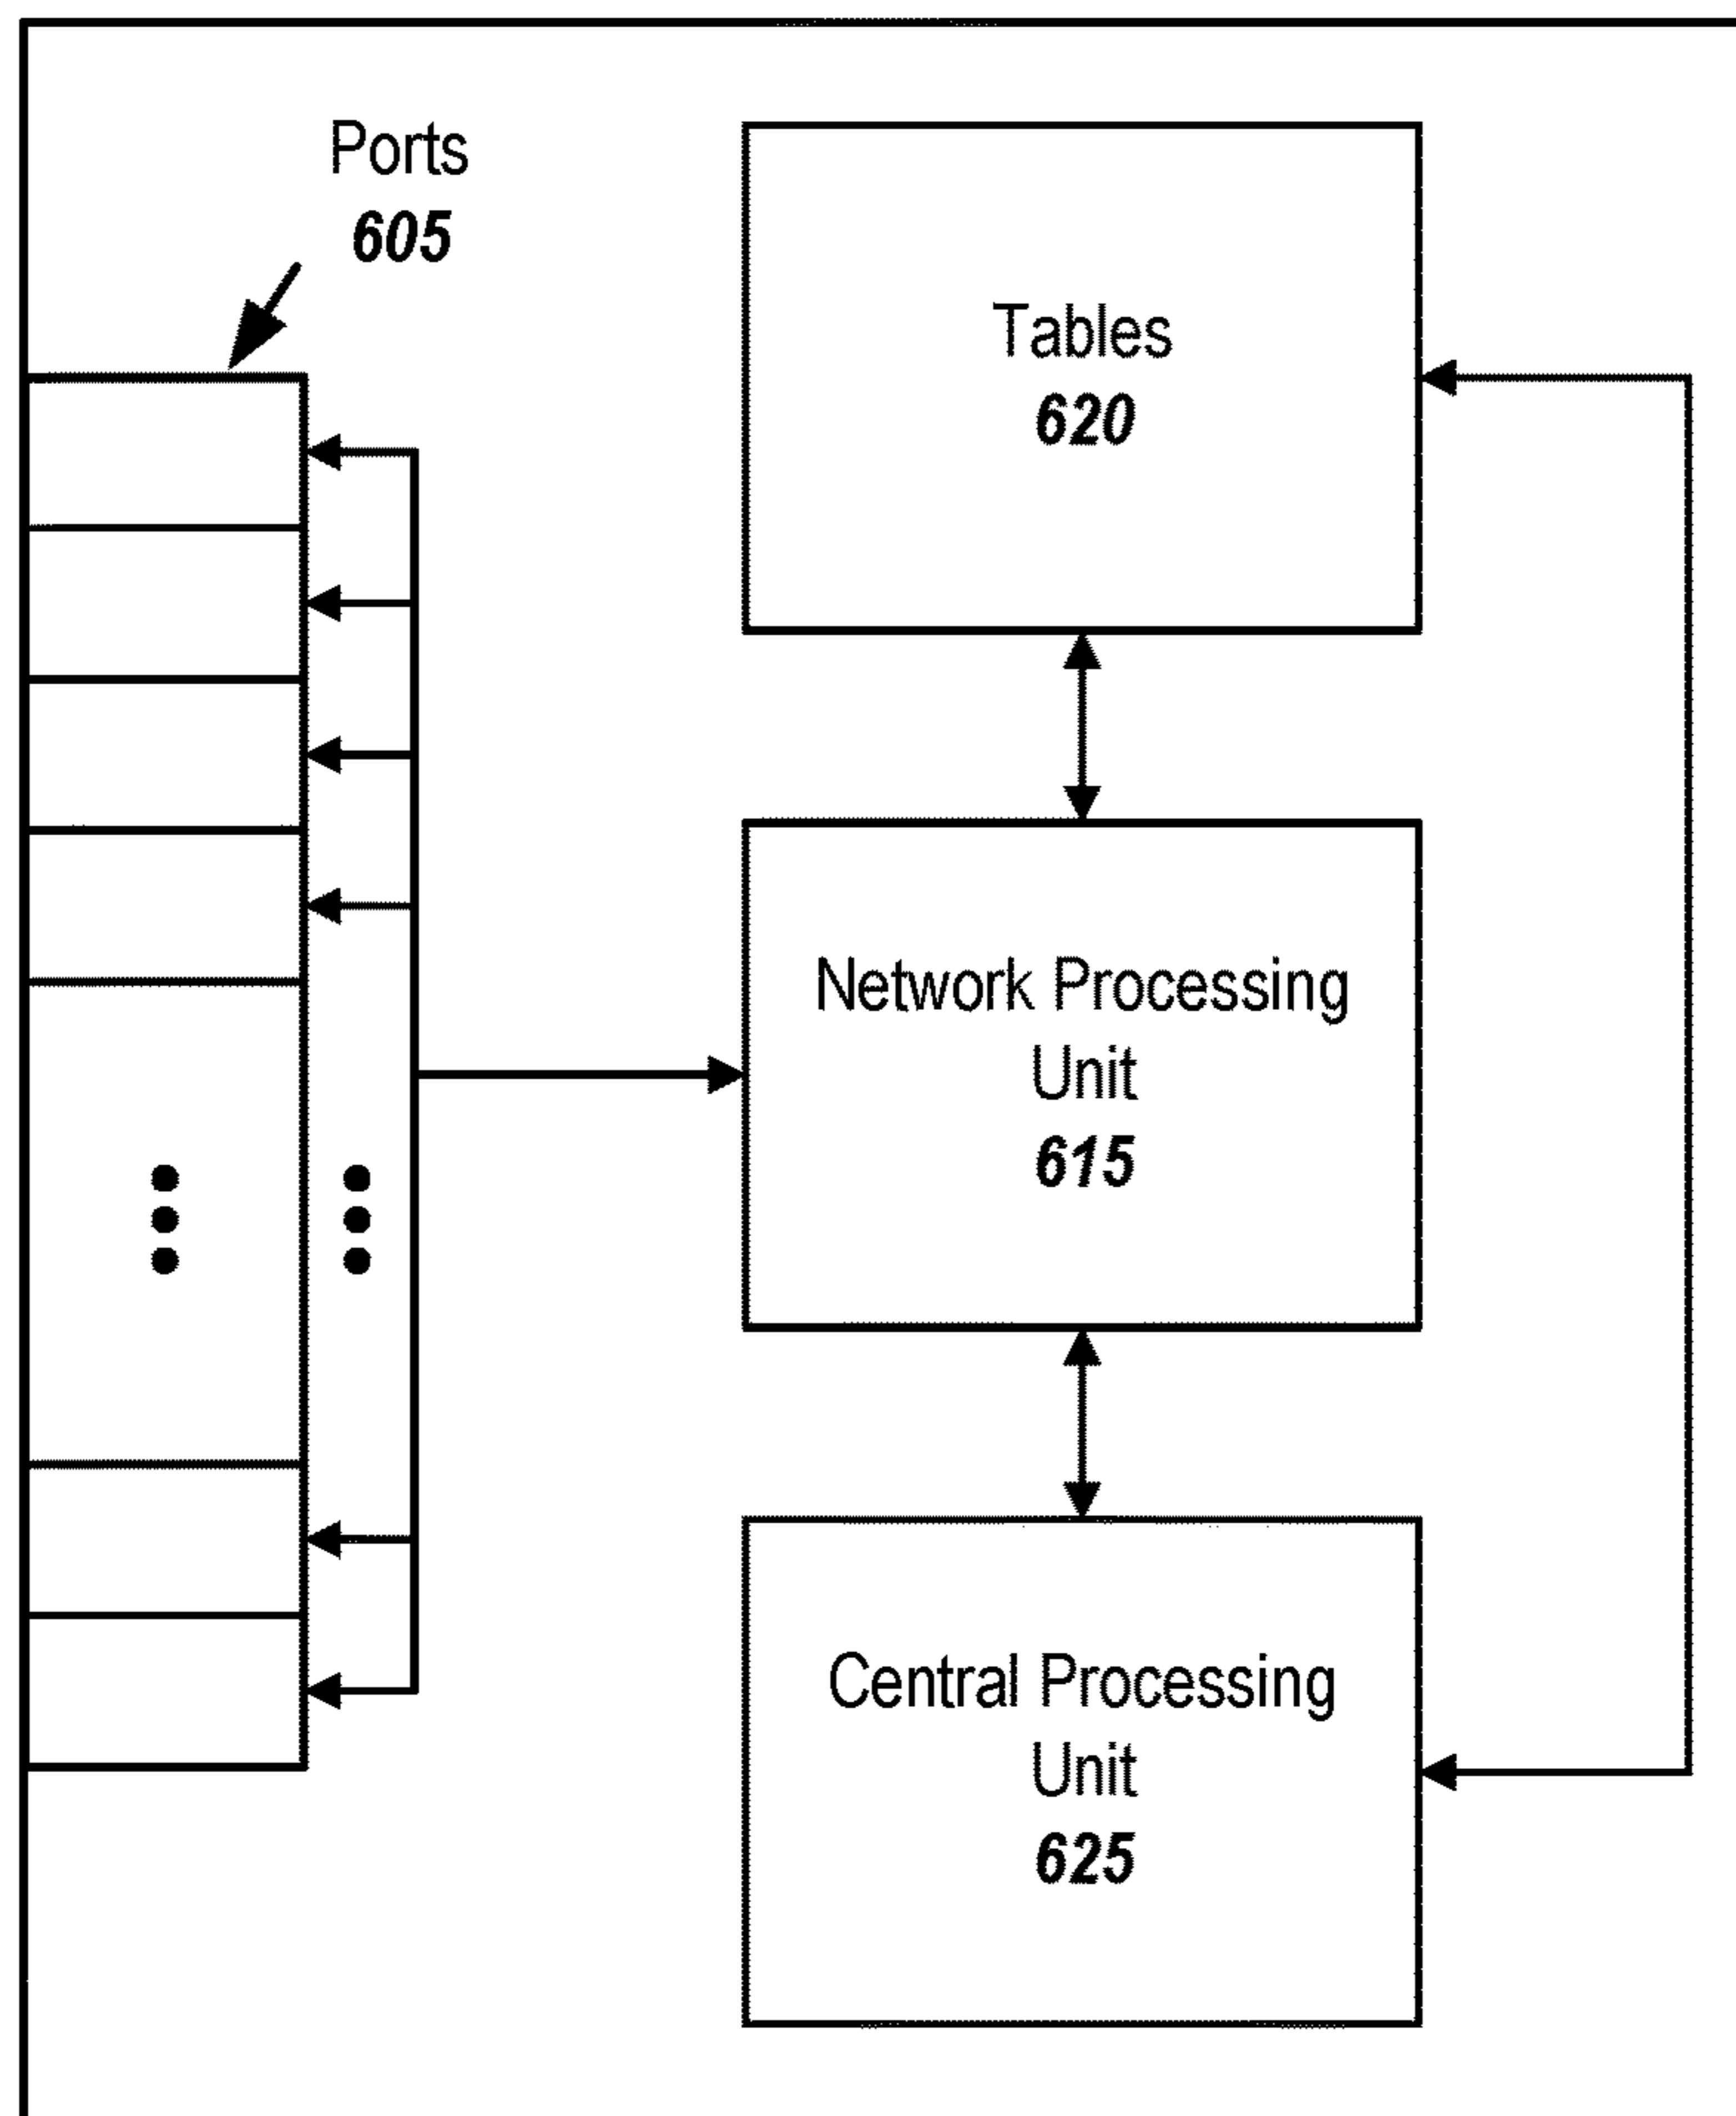 Ports
605
Tables
620
Network Processing
Unit
615
Central Processing
Unit
625